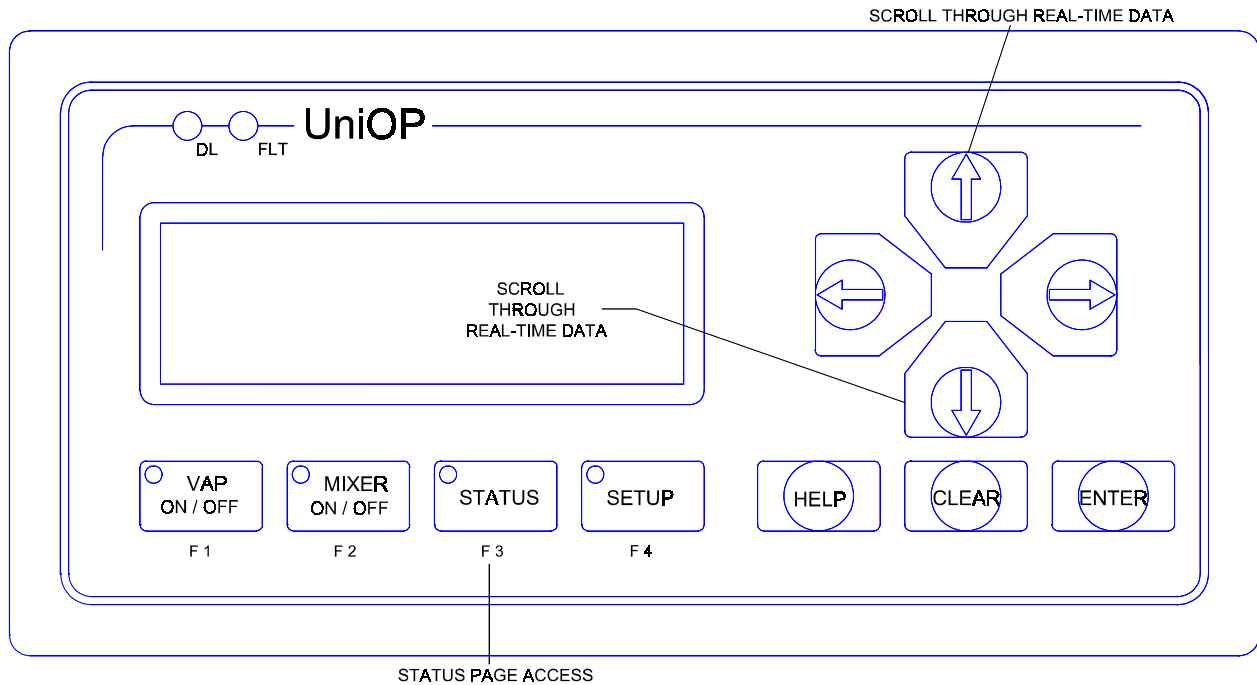 SCROLL THROUGH REAL-TIME DATA
UniOP
DL
FLT
SCROLL
THROUGH
REAL-TIME DATA
VAP
ON / OFF
MIXER
ON / OFF
STATUS
SETUP
HELP
CLEAR
ENTER
F 1
F 2
F 3
F 4
STATUS PAGE ACCESS